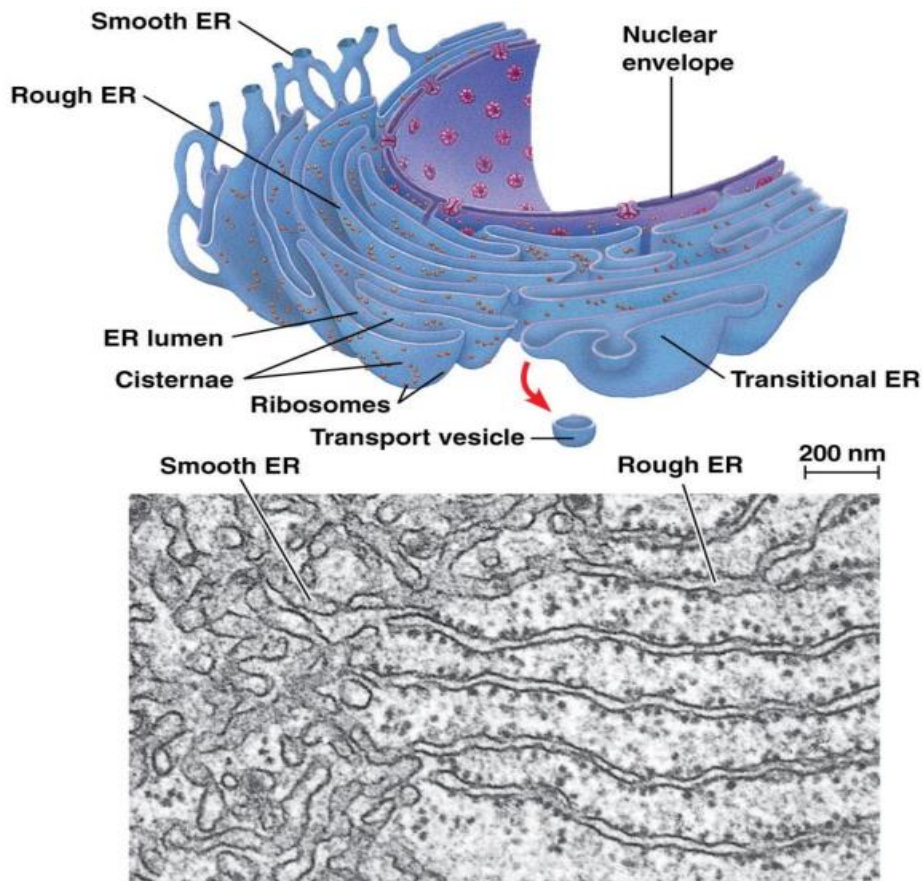 Smooth ER
Nuclear
envelope
Rough ER
ER lumen
Cisternae
Transitional ER
Ribosomes
Transport vesicle
Smooth ER
Rough ER
200 nm